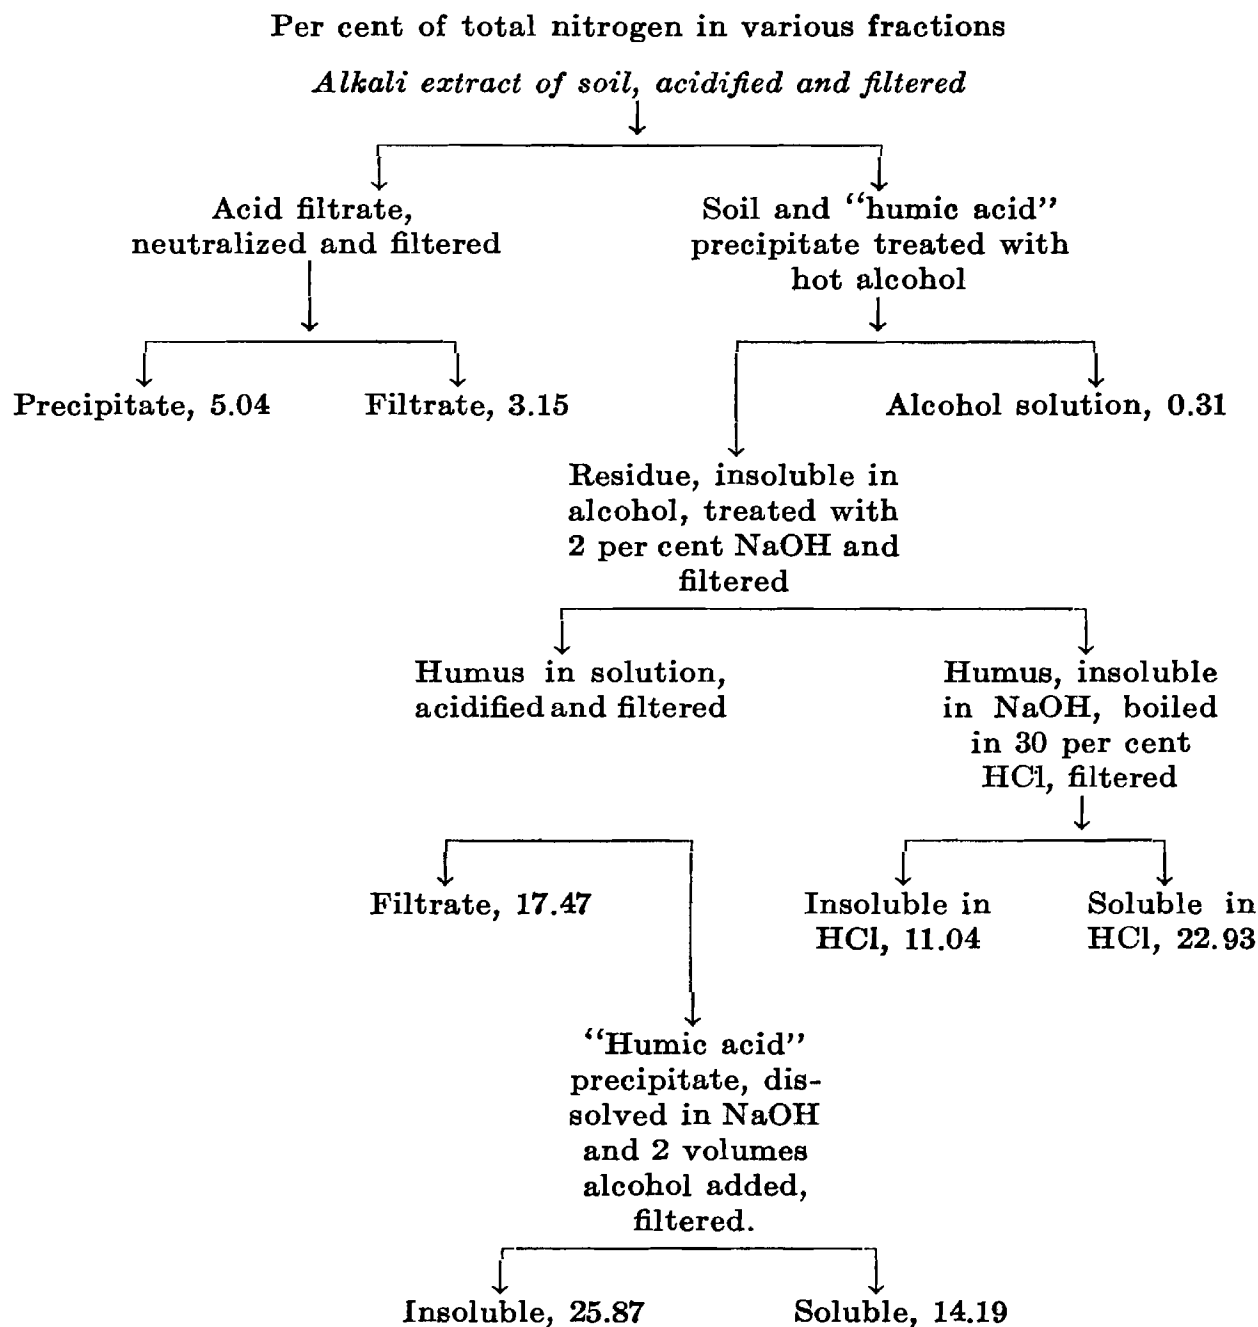 Per cent of total nitrogen in various fractions
Alkali extract of soil, acidified and filtered
Acid filtrate,
neutralized and filtered
Soil and “humic acid”
precipitate treated with
hot alcohol
Precipitate, 5.04
Filtrate, 3.15
Alcohol solution, 0.31
Residue, insoluble in
alcohol, treated with
2 per cent NaOH and
filtered
Humus in solution,
acidified and filtered
Humus, insoluble
in NaOH, boiled
in 30 per cent
HCl, filtered
Filtrate, 17.47
Insoluble in
HCl, 11.04
Soluble in
HCl, 22.93
“Humic acid”
precipitate, dis-
solved in NaOH
and 2 volumes
alcohol added,
filtered.
Insoluble, 25.87
Soluble, 14.19